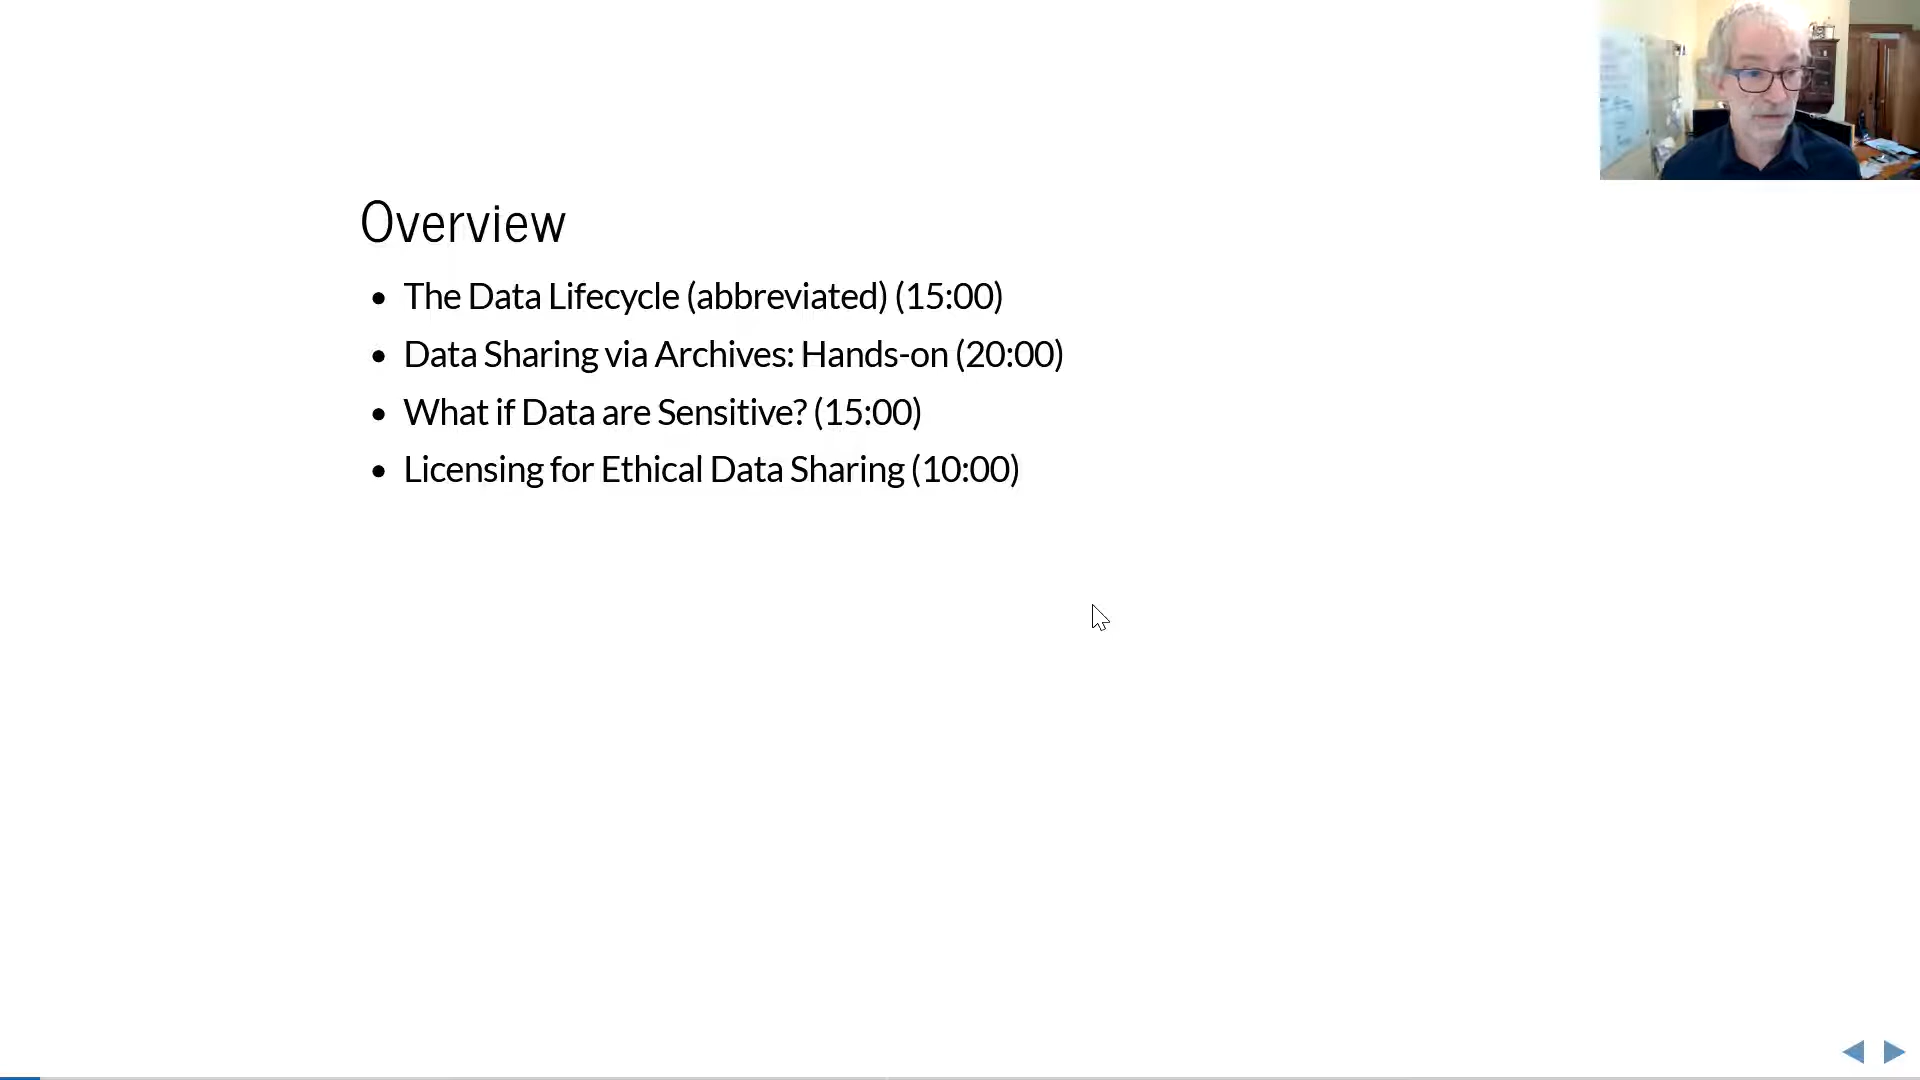 Overview
The Data Lifecycle (abbreviated) (15:00)
Data Sharing via Archives: Hands-on (20:00)
What if Data are Sensitive? (15:00)
Licensing for Ethical Data Sharing (10:00)